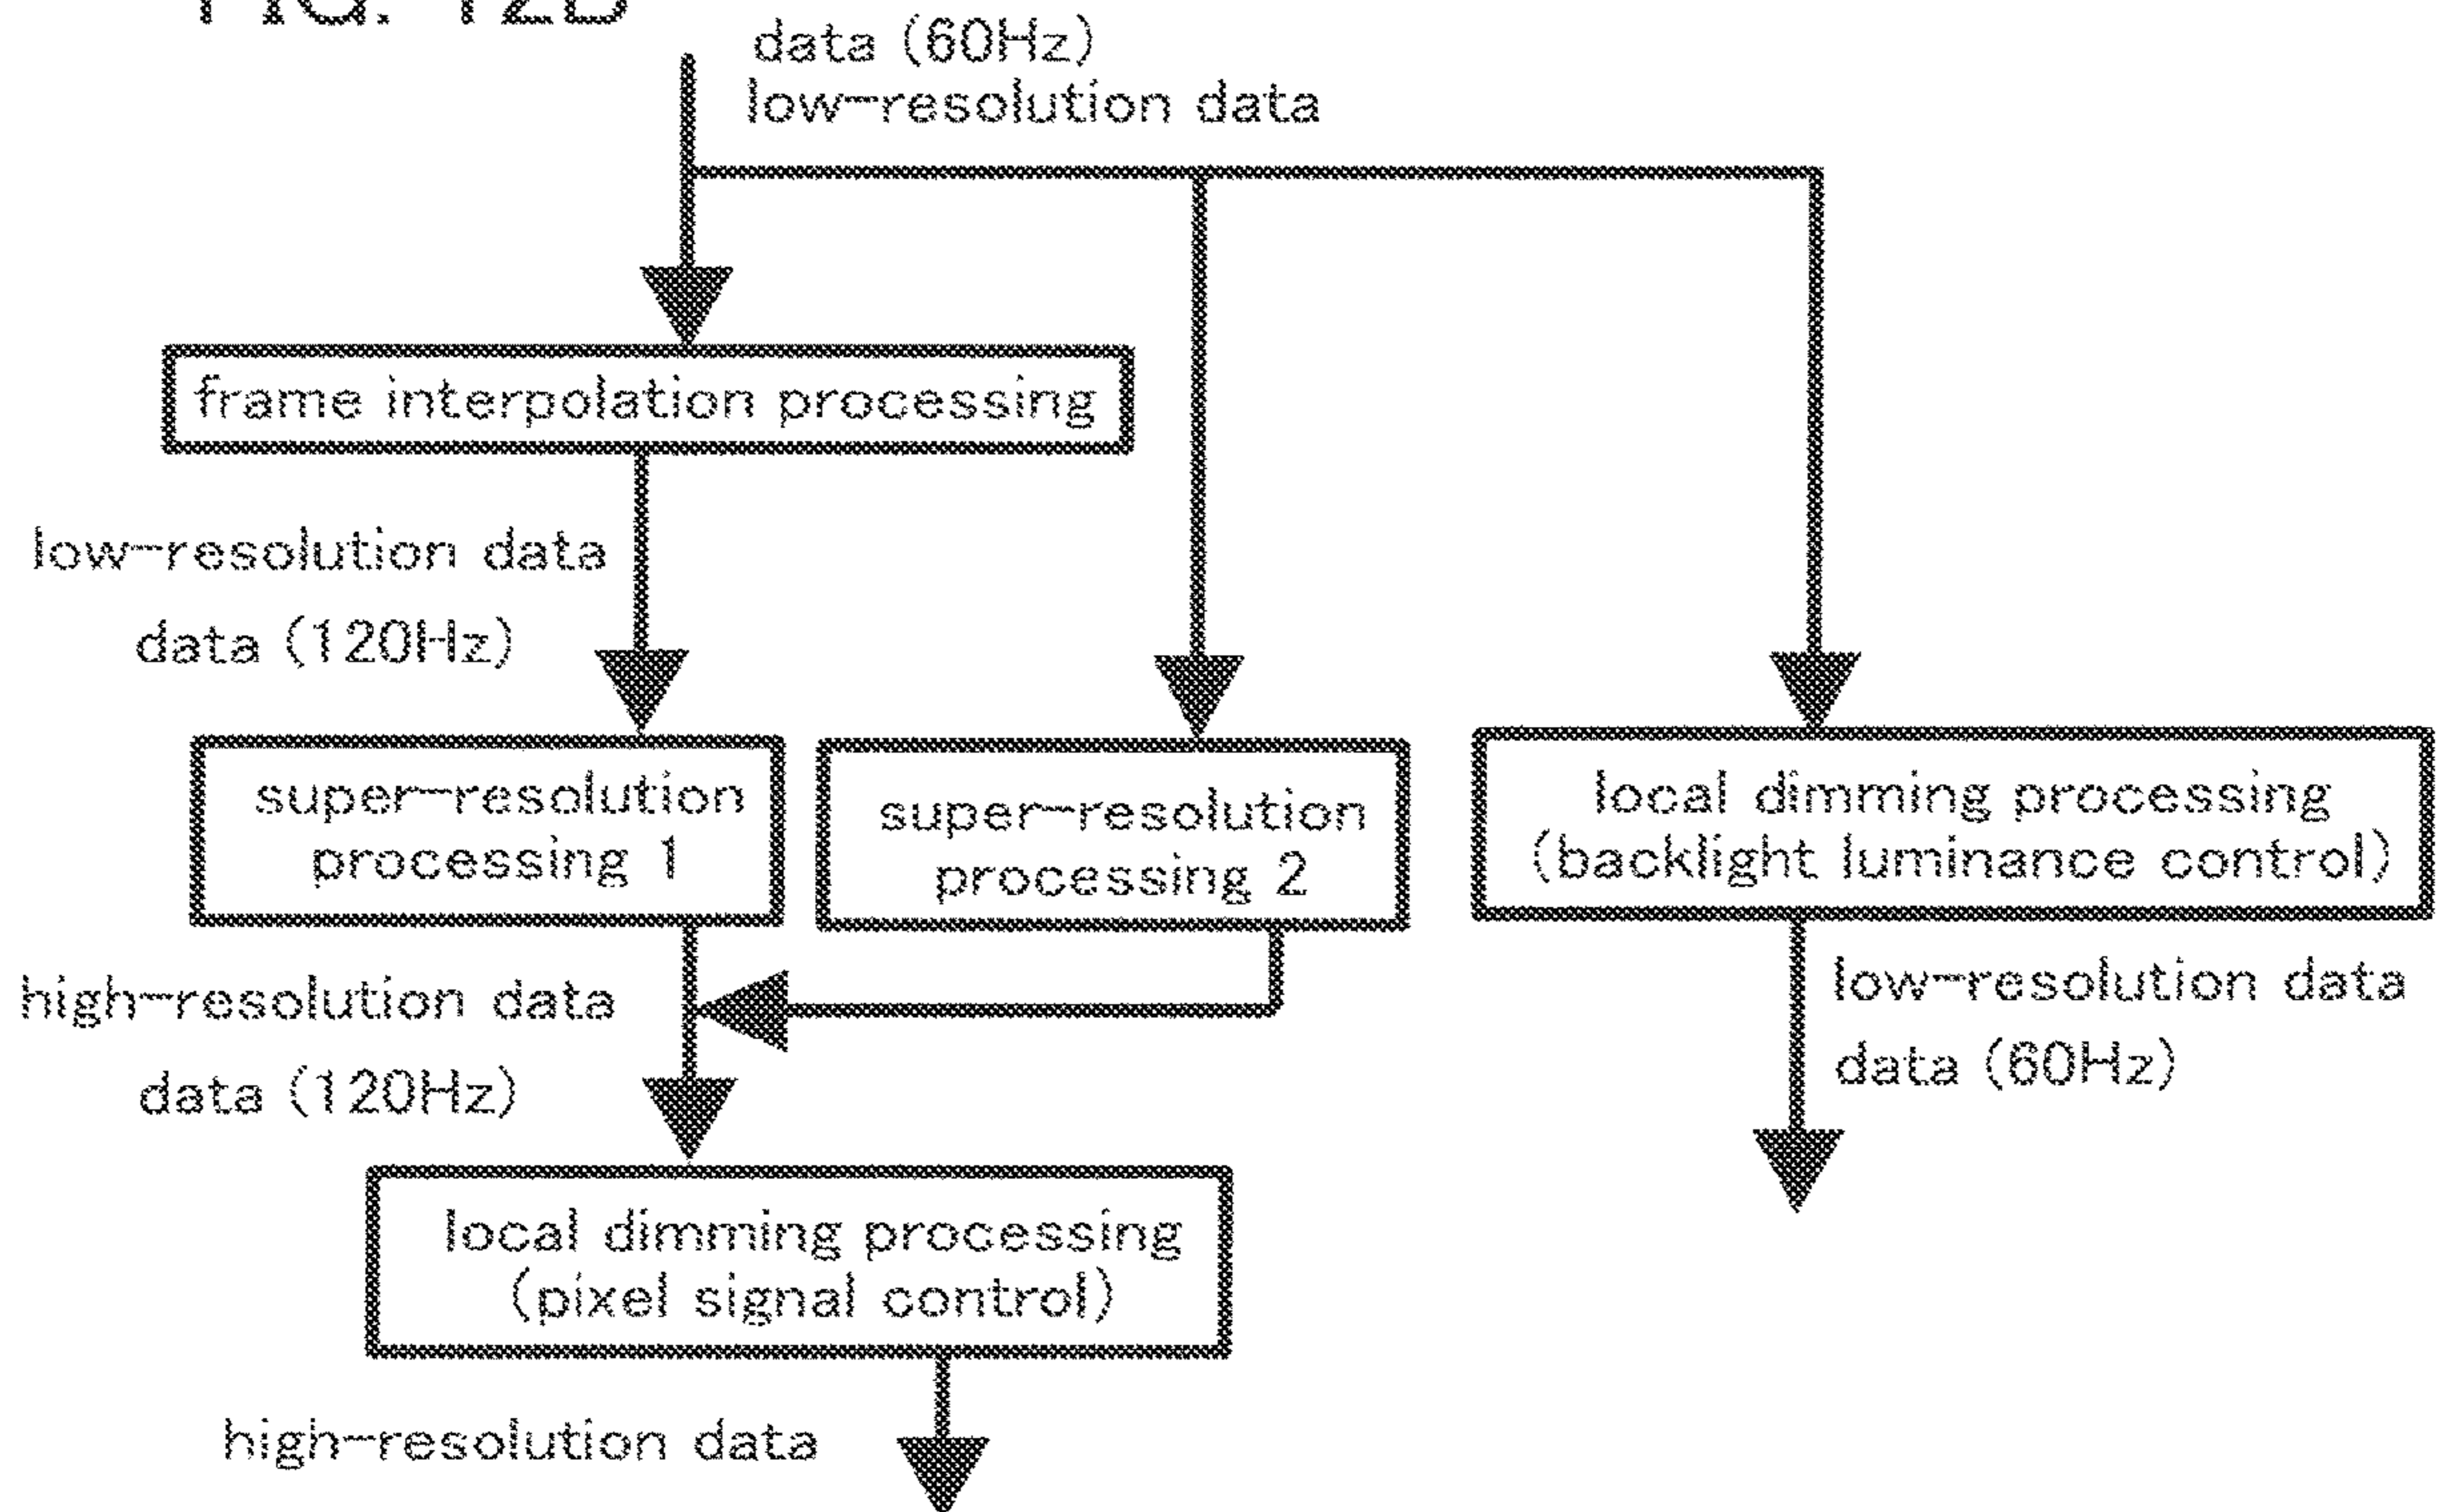 FIG. 12B
data (60Hz)
low-resolution data
frame interpolation processing
low-resolution data
data (120Hz)
super-resolution
processing 1
super-resolution
processing 2
local dimming processing
(backlight luminance control)
high-resolution data
data (120Hz)
low-resolution data
data (60Hz)
local dimming processing
(pixel signal control)
high-resolution data